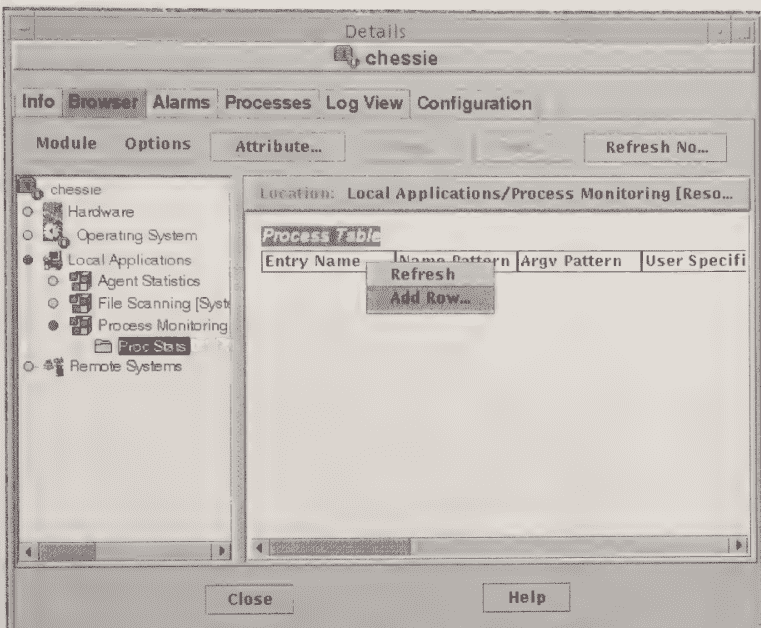 Details
chessie
Info Browser Alarms Processes Log View Configuration
Module Options Attribute... Refresh No...
chessie
Hardware
Operating System
Local Applications
Agent Statistics
File Scanning [Syst
Process Monitoring
Proc Stats
Remote Systems
Location: Local Applications/Process Monitoring [Reso...
Process Table
Entry Name Name Pattern Argv Pattern User Specifi
Refresh
Add Row...
Close Help